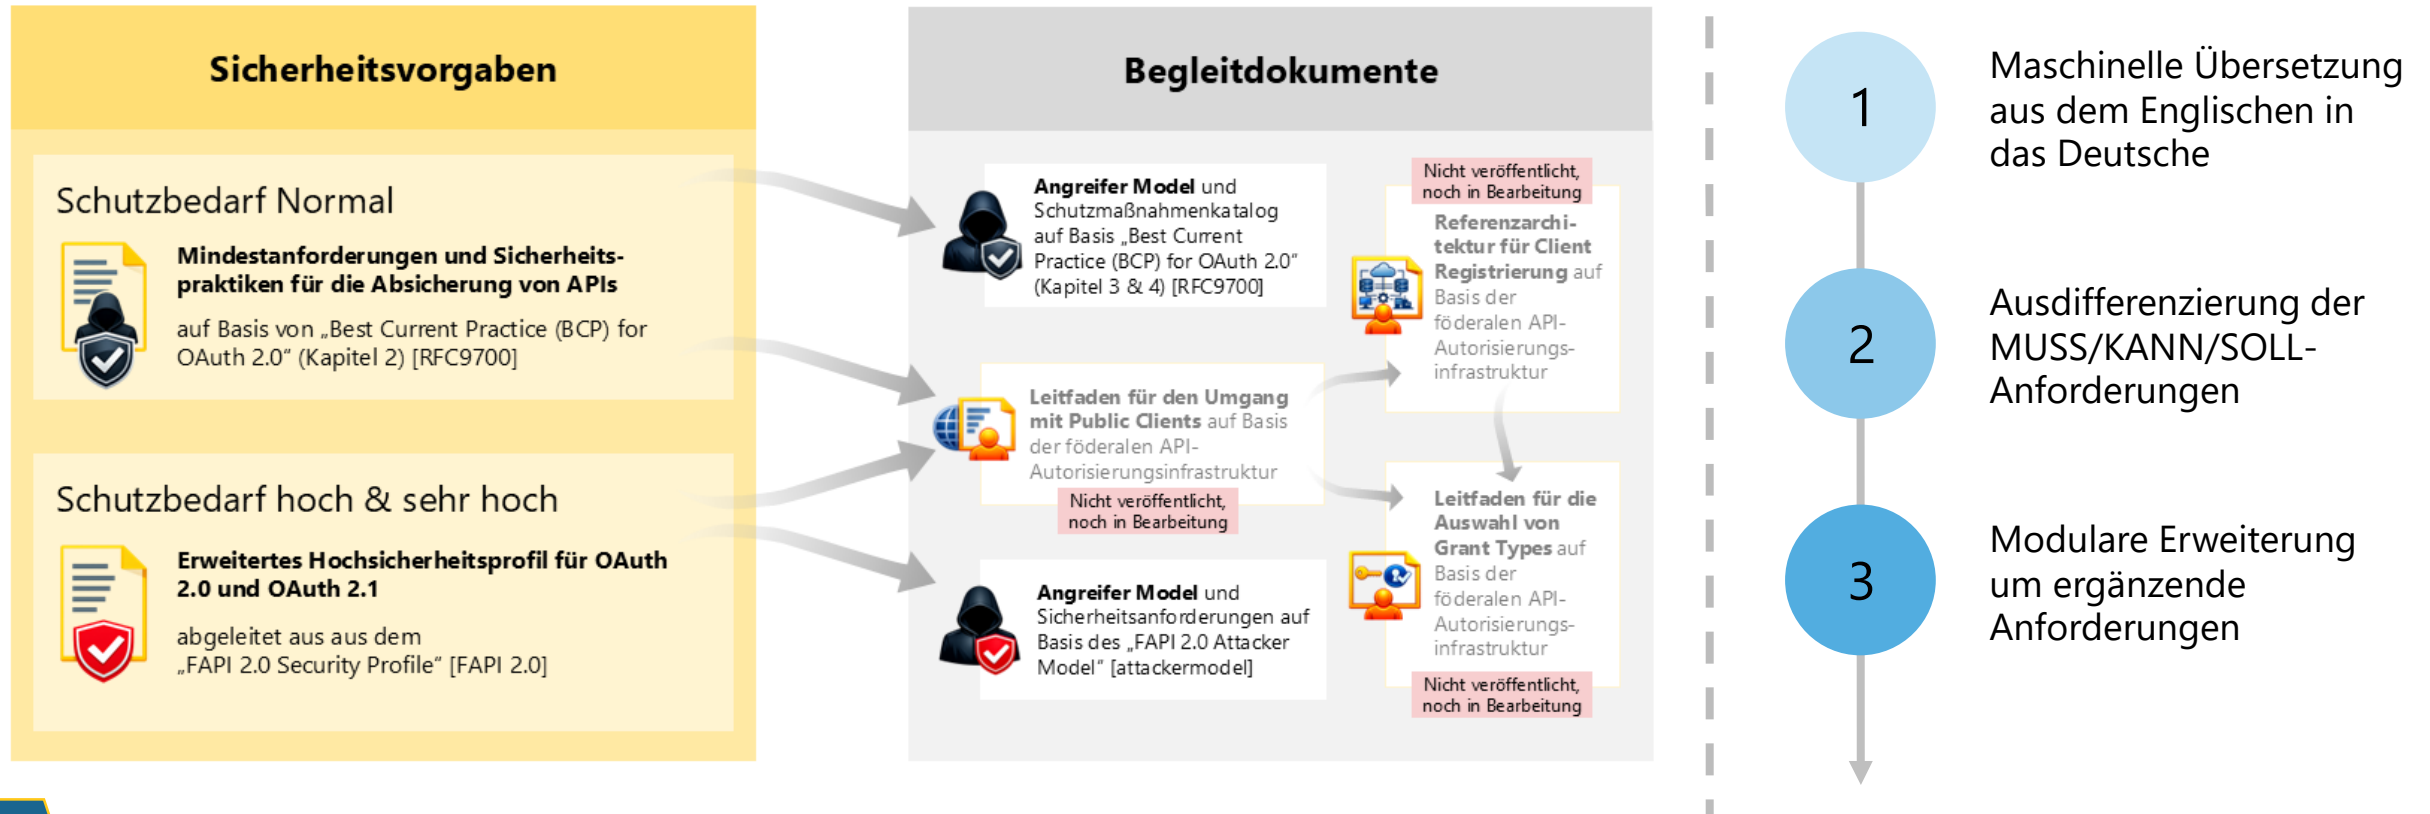 Sicherheitsvorgaben
Schutzbedarf Normal
Mindestanforderungen und Sicherheits-
praktiken für die Absicherung von APIs
auf Basis von „Best Current Practice (BCP) for
OAuth 2.0“ (Kapitel 2) [RFC9700]
Schutzbedarf hoch & sehr hoch
Erweitertes Hochsicherheitsprofil für OAuth
2.0 und OAuth 2.1
abgeleitet aus aus dem
„FAPI 2.0 Security Profile“ [FAPI 2.0]
Begleitdokumente
Angreifer Model und
Schutzmaßnahmenkatalog
auf Basis „Best Current
Practice (BCP) for OAuth 2.0“
(Kapitel 3 & 4) [RFC9700]
Leitfaden für den Umgang
mit Public Clients auf Basis
der föderalen API-
Autorisierungsinfrastruktur
Nicht veröffentlicht,
noch in Bearbeitung
Angreifer Model und
Sicherheitsanforderungen auf
Basis des „FAPI 2.0 Attacker
Model“ [attackermodel]
Nicht veröffentlicht,
noch in Bearbeitung
Referenzarchi-
tektur für Client
Registrierung auf
Basis der
föderalen API-
Autorisierungs-
infrastruktur
Leitfaden für die
Auswahl von
Grant Types auf
Basis der
föderalen API-
Autorisierungs-
infrastruktur
Nicht veröffentlicht,
noch in Bearbeitung
1
Maschinelle Übersetzung
aus dem Englischen in
das Deutsche
2
Ausdifferenzierung der
MUSS/KANN/SOLL-
Anforderungen
3
Modulare Erweiterung
um ergänzende
Anforderungen